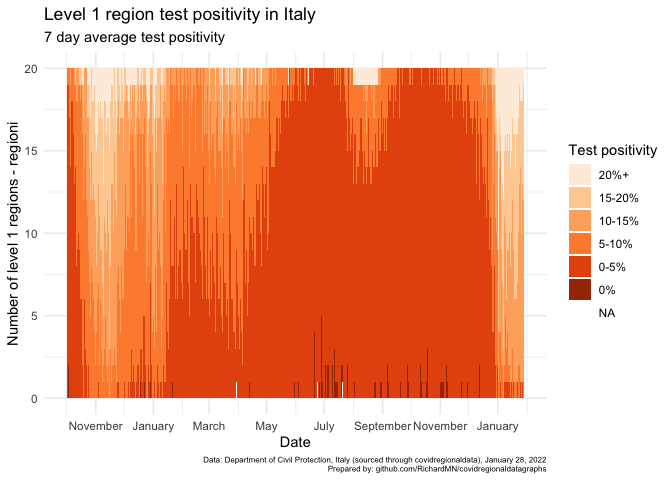 Level 1 region test positivity in Italy
7 day average test positivity
Number of level 1 regions - regioni
20
15
10
5
0
November January March May July September November January
Date
Test positivity
20%+
15-20%
10-15%
5-10%
0-5%
0%
NA
Data: Department of Civil Protection, Italy (sourced through covidregionaldata), January 28, 2022
Prepared by: github.com/RichardMN/covidregionaldatagraphs